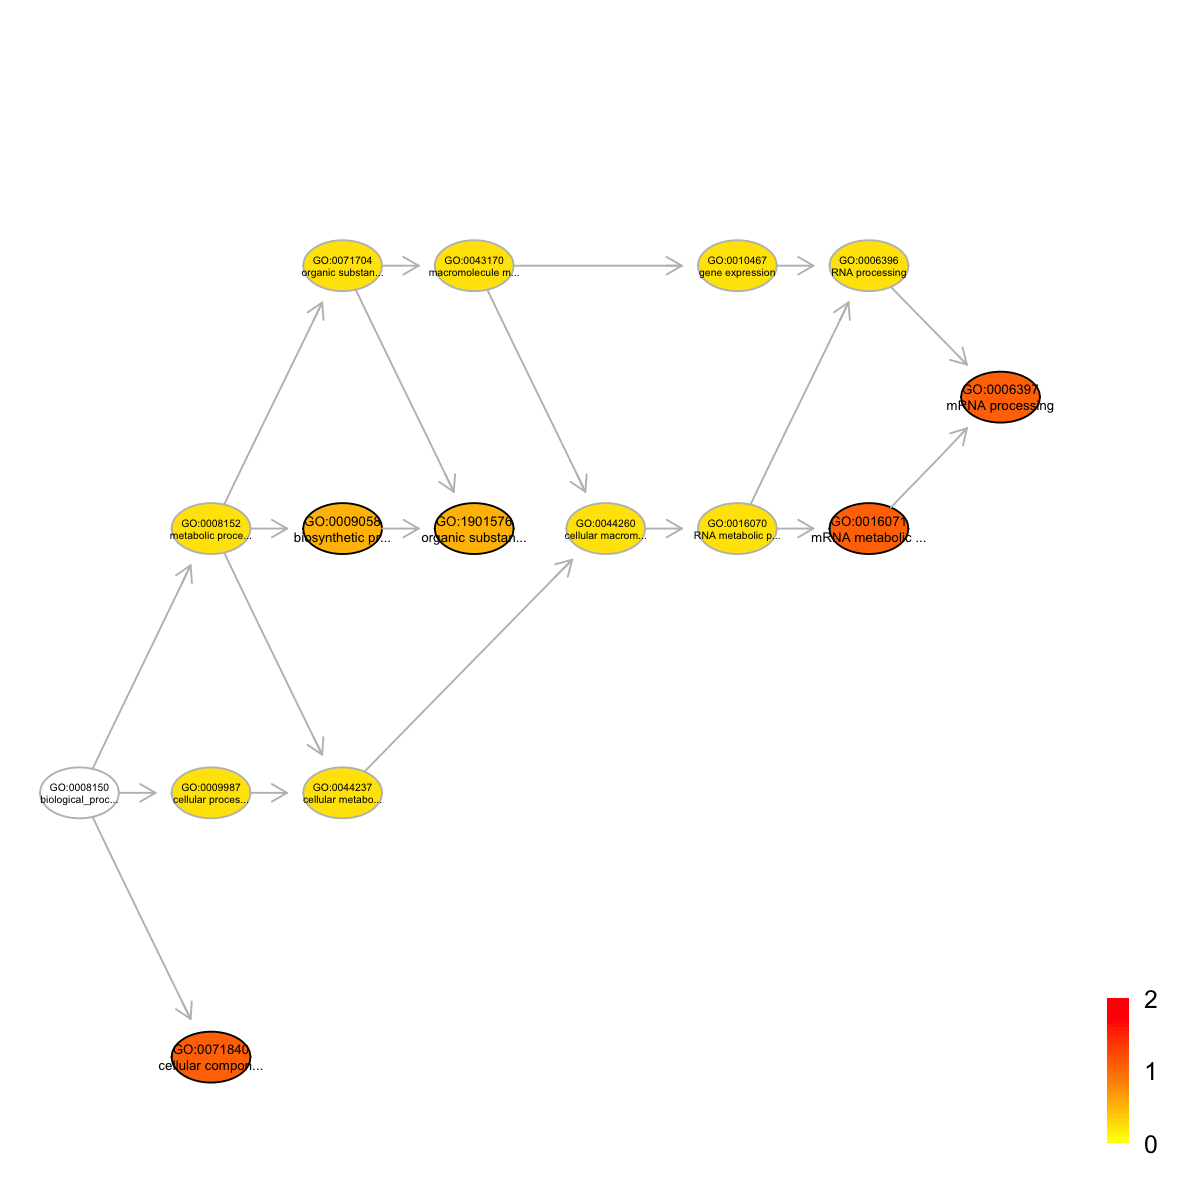 GO:0071704
organic substan...
GO:0043170
macromolecule m...
GO:0010467
gene expression
GO:0006396
RNA processing
GO:0006397
mRNA processing
GO:0008152
metabolic proce...
GO:0009058
biosynthetic pr...
GO:1901576
organic substan...
GO:0044260
cellular macrom...
GO:0016070
RNA metabolic p...
GO:0016071
mRNA metabolic ...
GO:0008150
biological_proc...
GO:0009987
cellular proces...
GO:0044237
cellular metabo...
GO:0071840
cellular compon...
2
1
0